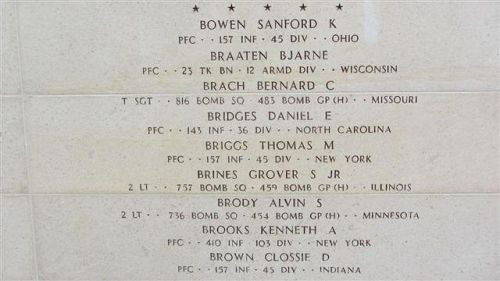 BOWEN SANFORD K
PFC · · 157 INF · 45 DIV · · OHIO
BRAATEN BJARNE
PFC · · 23 TK BN · 12 ARMD DIV · · WISCONSIN
BRACH BERNARD C
T SGT · · 816 BOMB SQ · 483 BOMB GP (H) · · MISSOURI
BRIDGES DANIEL E
PFC · · 143 INF · 36 DIV · · NORTH CAROLINA
BRIGGS THOMAS M
PFC · · 157 INF · 45 DIV · · NEW YORK
BRINES GROVER S JR
2 LT · · 757 BOMB SQ · 459 BOMB GP (H) · · ILLINOIS
BRODY ALVIN S
2 LT · · 736 BOMB SQ · 454 BOMB GP (H) · · MINNESOTA
BROOKS KENNETH A
PFC · · 410 INF · 103 DIV · · NEW YORK
BROWN CLOSSIE D
PFC · · 157 INF · 45 DIV · · INDIANA